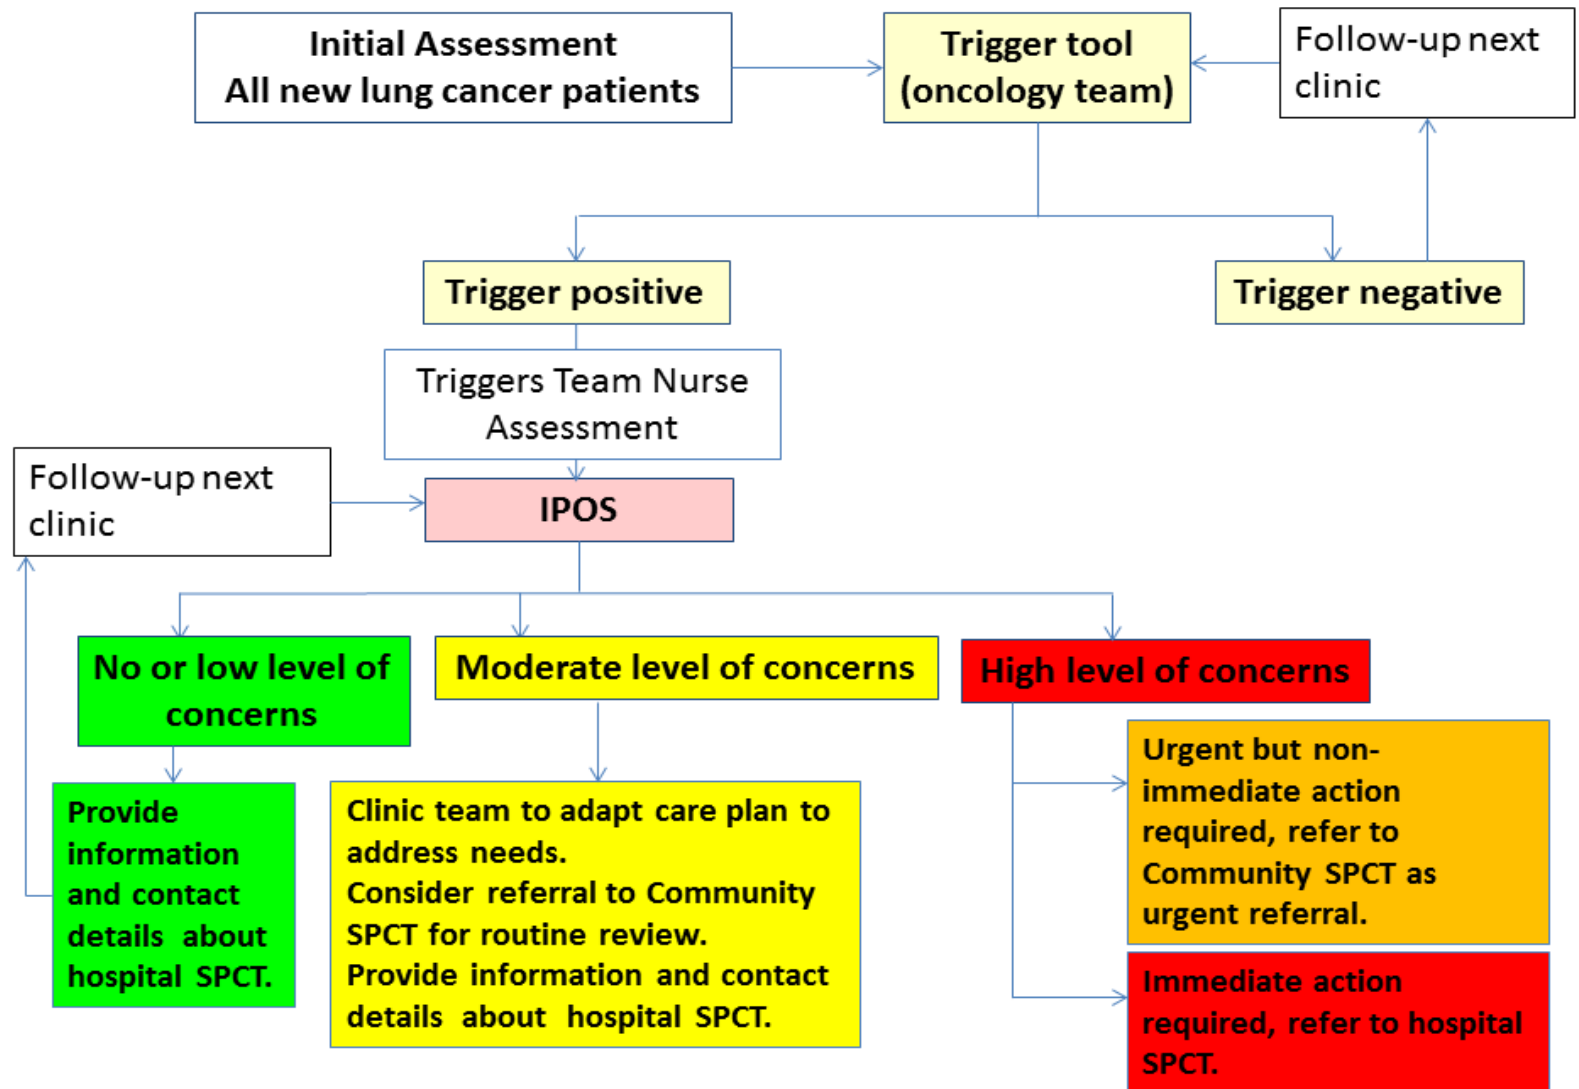 Initial Assessment
All new lung cancer patients
Trigger tool
(oncology team)
Follow-up next
clinic
Trigger positive
Trigger negative
Triggers Team Nurse
Assessment
Follow-up next
clinic
IPOS
No or low level of
concerns
Moderate level of concerns
High level of concerns
Provide
information
and contact
details about
hospital SPCT.
Clinic team to adapt care plan to
address needs.
Consider referral to Community
SPCT for routine review.
Provide information and contact
details about hospital SPCT.
Urgent but non-
immediate action
required, refer to
Community SPCT as
urgent referral.
Immediate action
required, refer to hospital
SPCT.